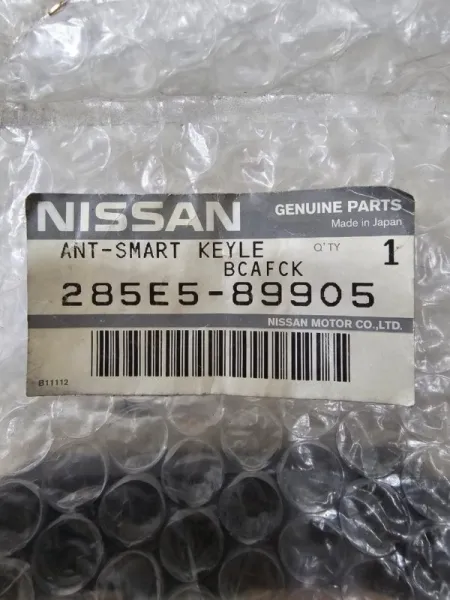 NISSAN
GENUINE PARTS
Made in Japan
ANT-SMART KEYLE
Q'TY 1
BCAFCK
285E5-89905
NISSAN MOTOR CO.,LTD.
B11112